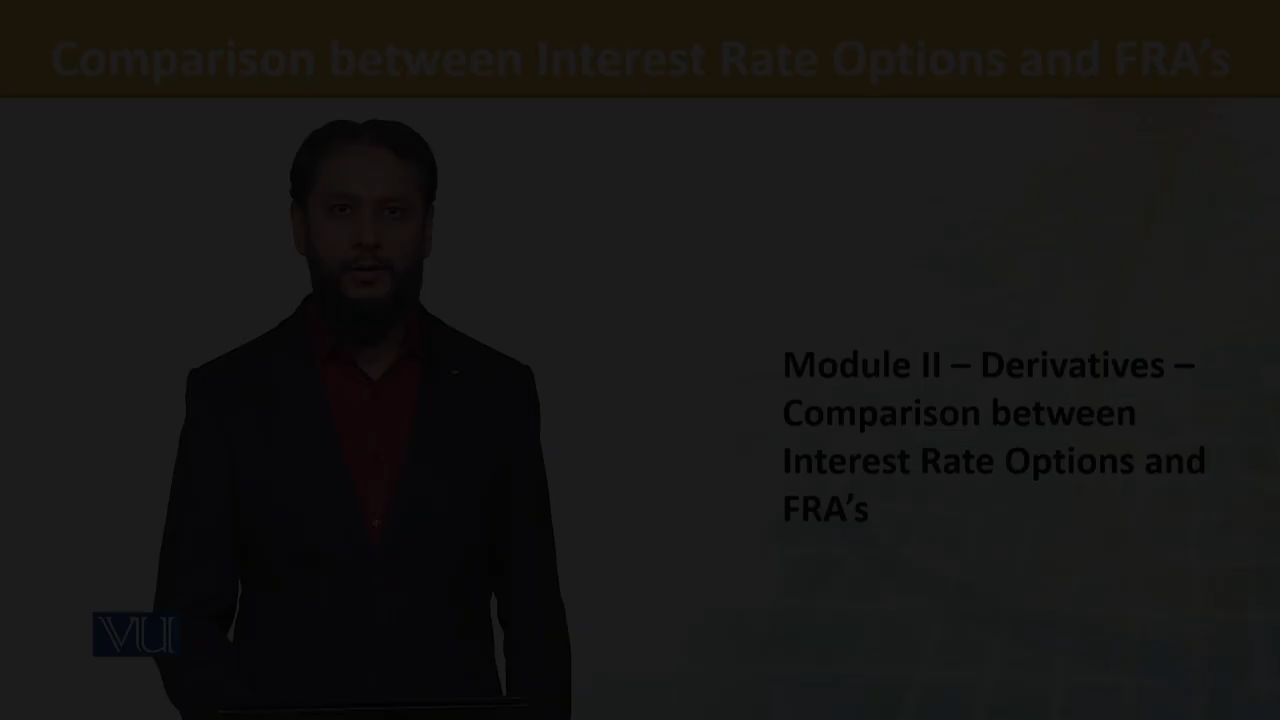 Comparison between Interest Rate Options and FRA's
Module II – Derivatives –
Comparison between
Interest Rate Options and
FRA's
VU